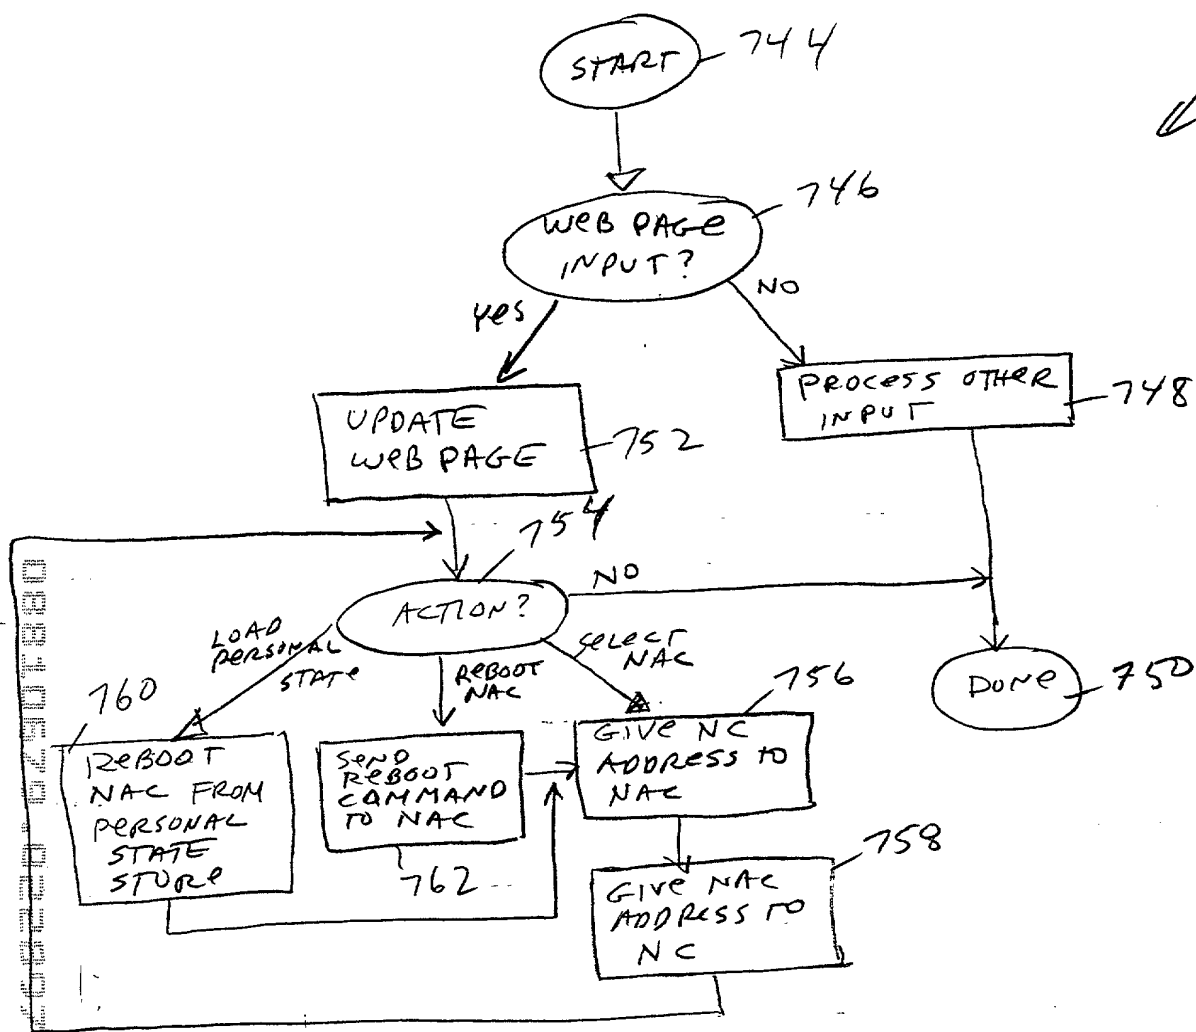 START
744
WEB PAGE
INPUT?
746
YES
NO
UPDATE
WEB PAGE
752
PROCESS OTHER
INPUT
748
754
ACTION?
NO
LOAD
PERSONAL
STATE
REBOOT
NAC
SELECT
NAC
DONE
750
760
REBOOT
NAC FROM
PERSONAL
STATE
STORE
SEND
REBOOT
COMMAND
TO NAC
762
756
GIVE NC
ADDRESS TO
NAC
758
GIVE NAC
ADDRESS TO
NC